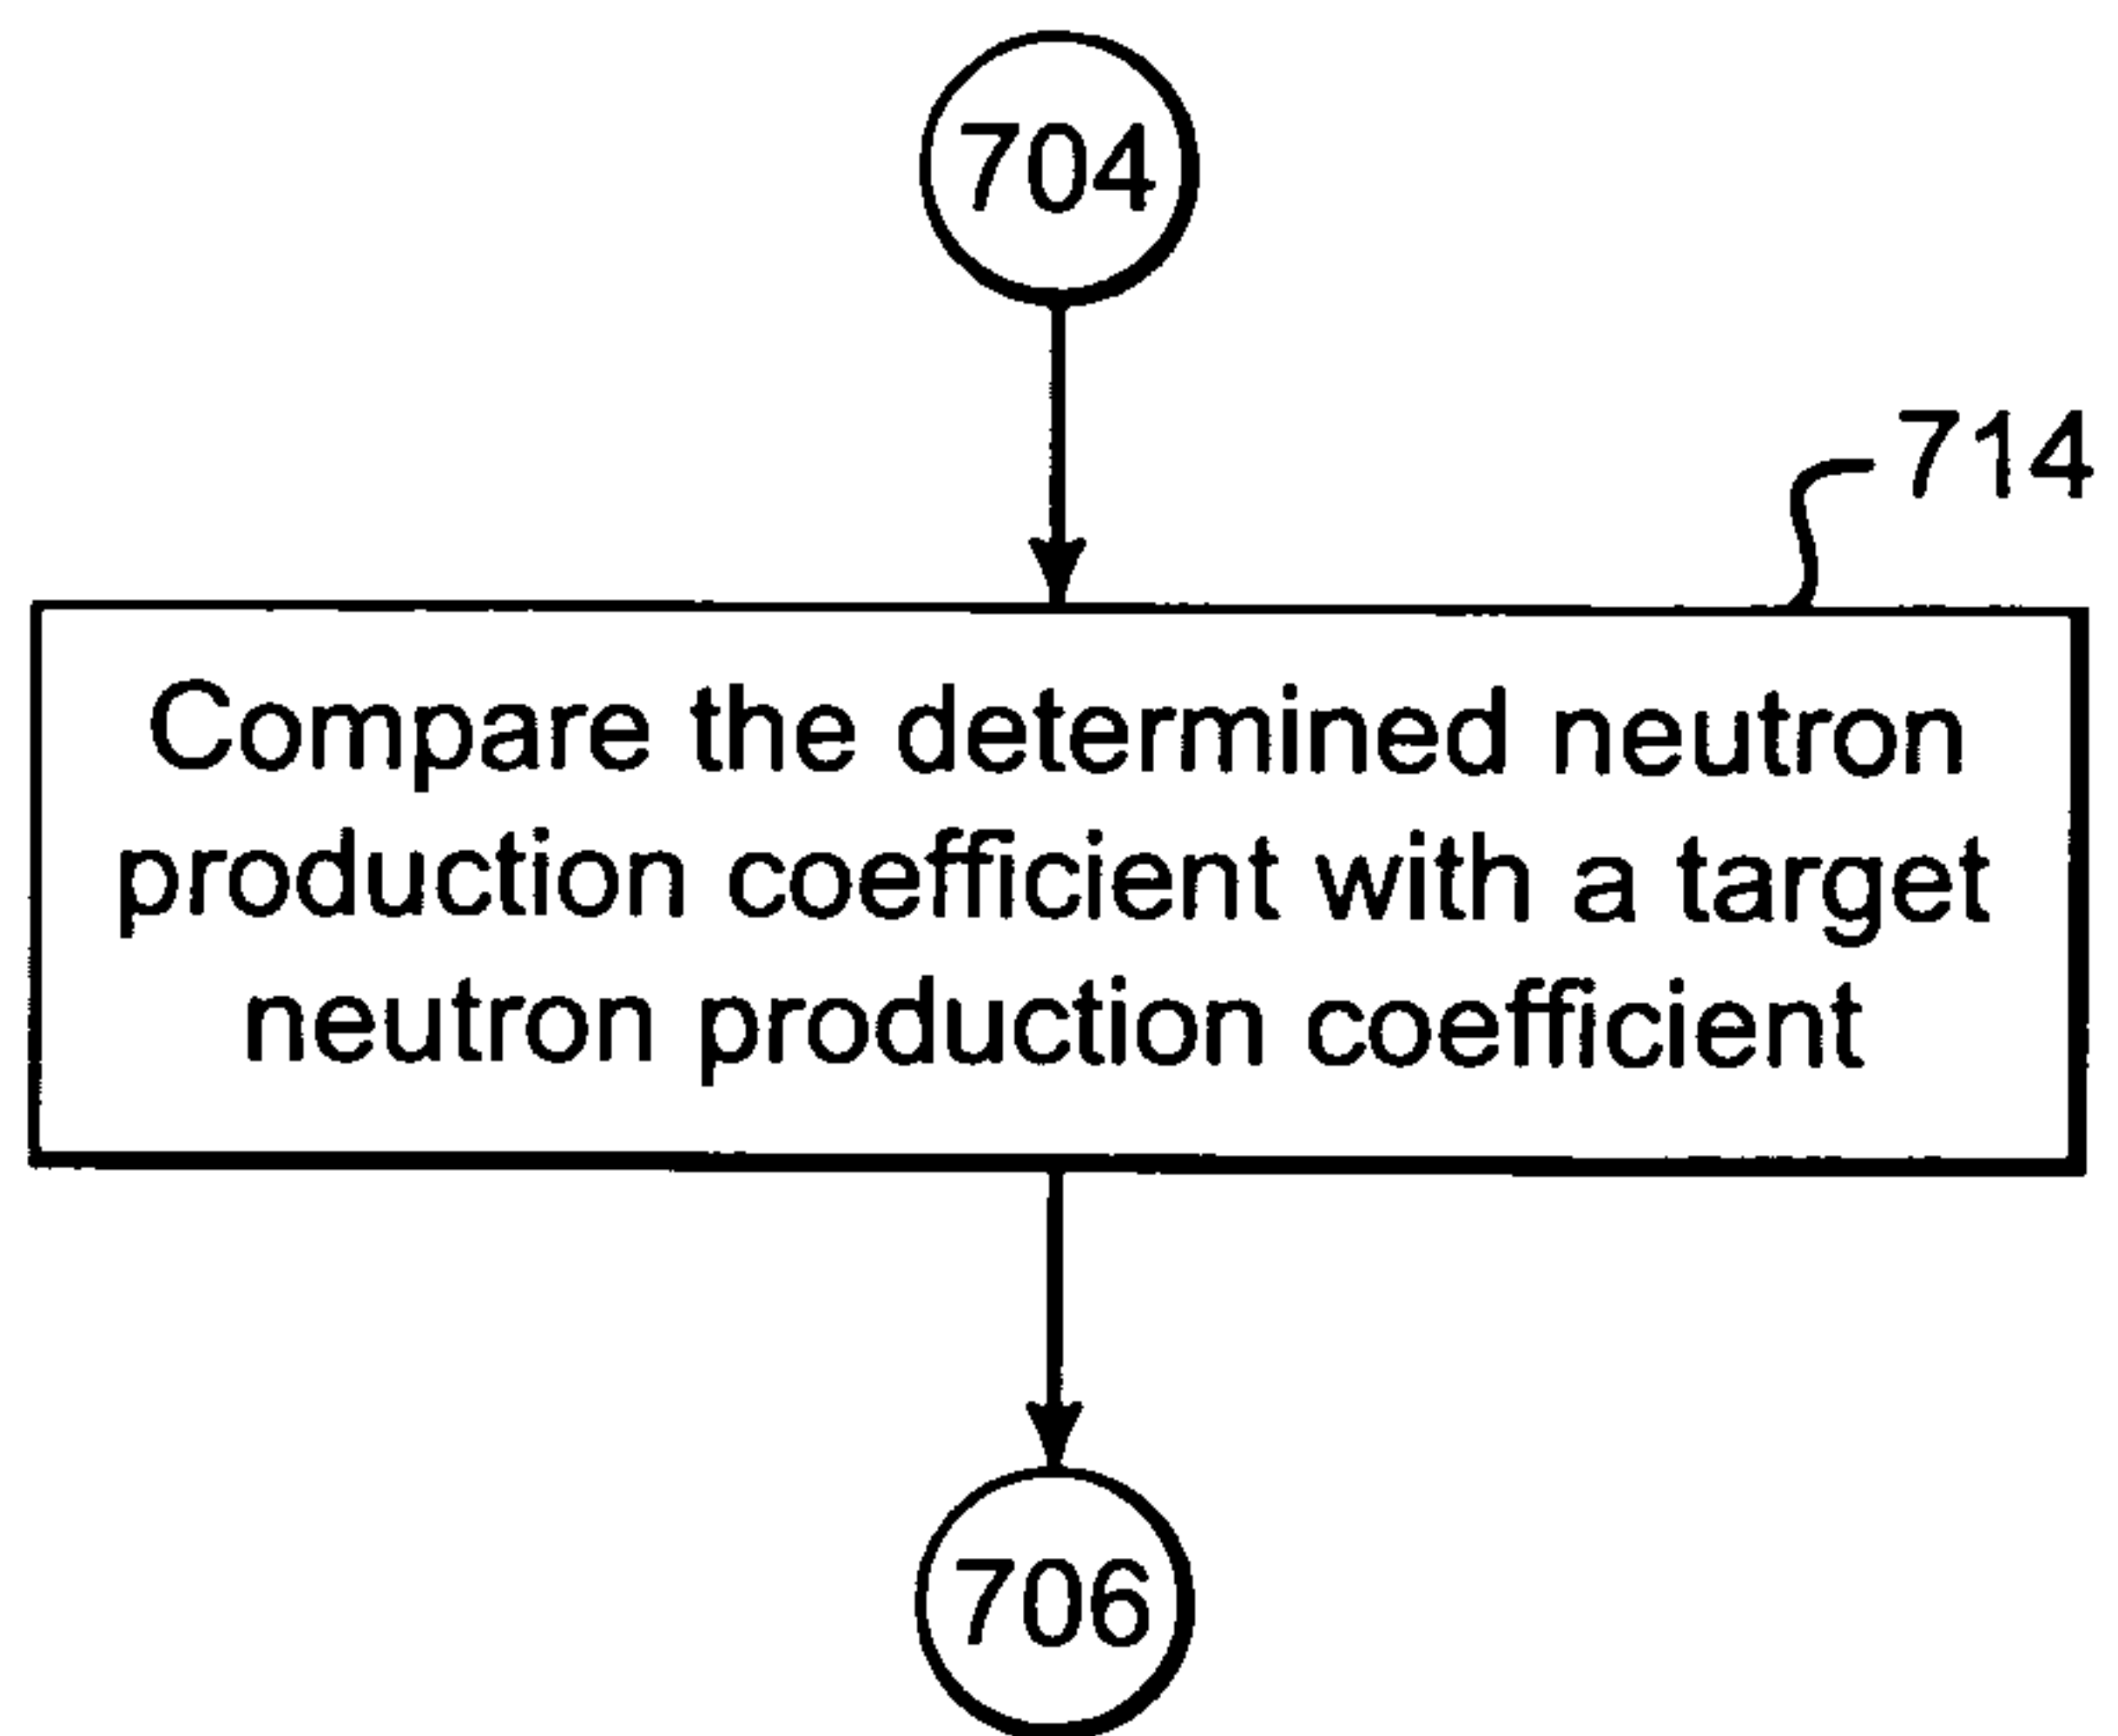 704
714
Compare the determined neutron
production coefficient with a target
neutron production coefficient
706